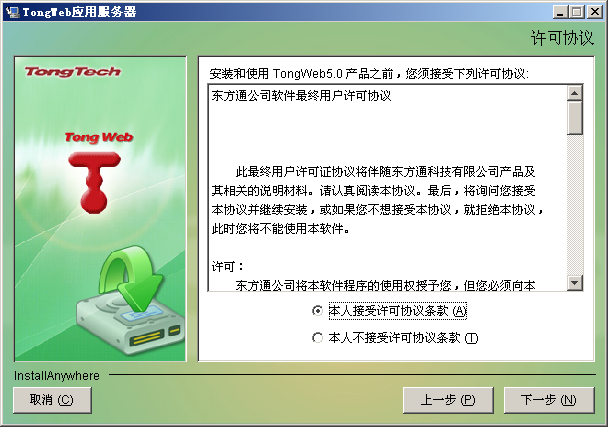 TongWeb应用服务器
许可协议
TongTech
Tong Web
安装和使用 TongWeb5.0 产品之前，您须接受下列许可协议:
东方通公司软件最终用户许可协议
此最终用户许可证协议将伴随东方通科技有限公司产品及
其相关的说明材料。请认真阅读本协议。最后，将询问您接受
本协议并继续安装，或如果您不想接受本协议，就拒绝本协议，
此时您将不能使用本软件。
许可：
东方通公司将本软件程序的使用权授予您，但您必须向本
本人接受许可协议条款 (A)
本人不接受许可协议条款 (T)
InstallAnywhere
取消 (C)
上一步 (P)
下一步 (N)